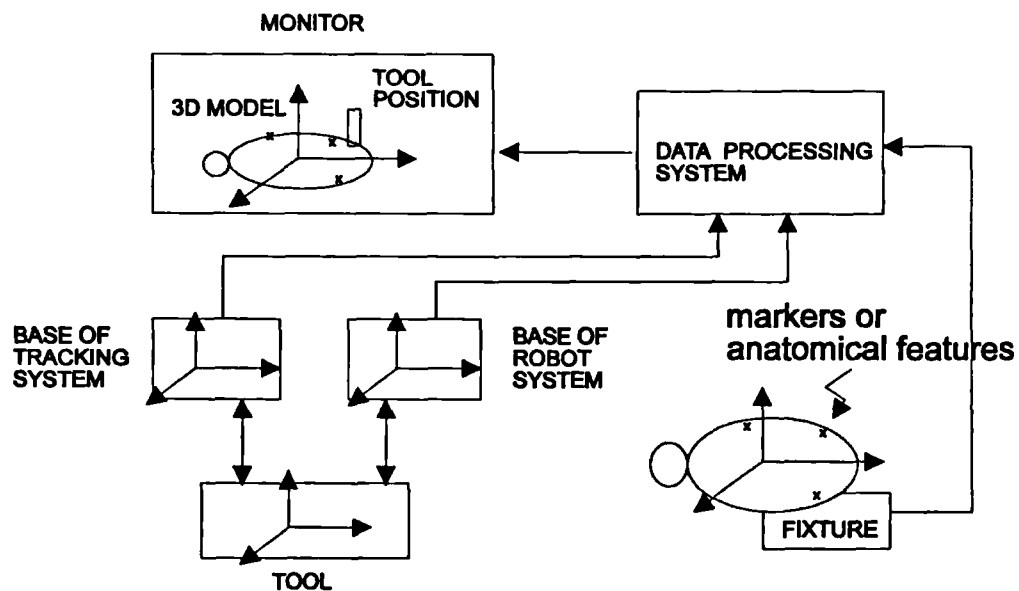 MONITOR
TOOL
POSITION
3D MODEL
x
x
x
DATA PROCESSING
SYSTEM
BASE OF
TRACKING
SYSTEM
BASE OF
ROBOT
SYSTEM
markers or
anatomical features
x
x
x
FIXTURE
TOOL